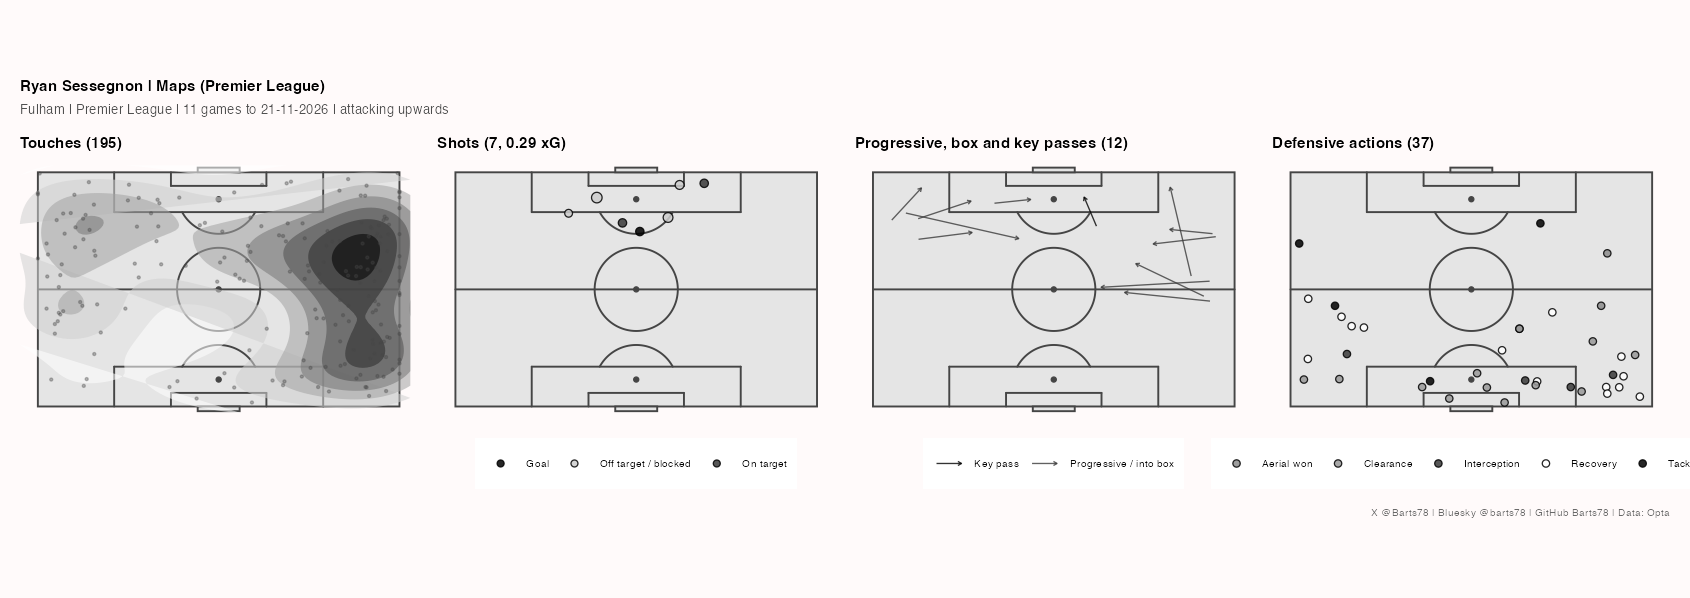 Ryan Sessegnon | Maps (Premier League)
Fulham | Premier League | 11 games to 21-11-2026 | attacking upwards
Touches (195)
Shots (7, 0.29 xG)
Progressive, box and key passes (12)
Defensive actions (37)
Goal
Off target / blocked
On target
Key pass
Progressive / into box
Aerial won
Clearance
Interception
Recovery
Tack
X @Barts78 | Bluesky @barts78 | GitHub Barts78 | Data: Opta